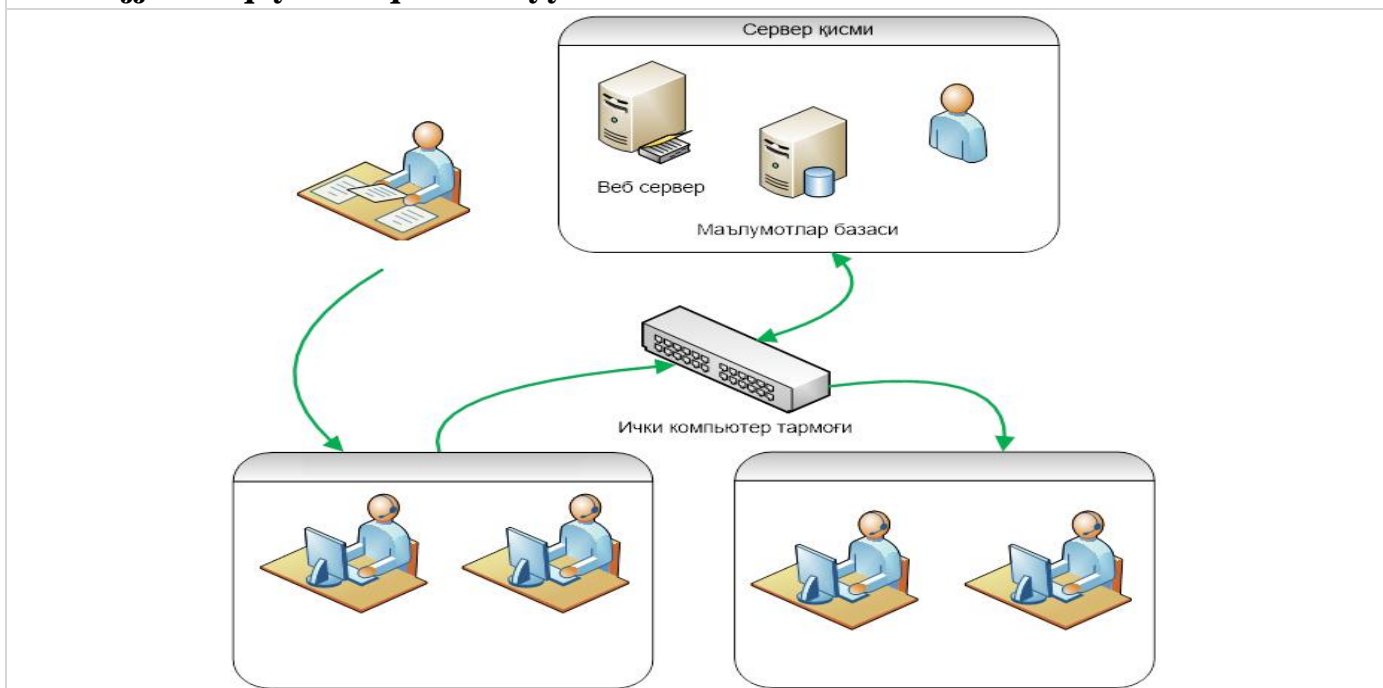 Сервер қисми
Веб сервер
Маълумотлар базаси
Ички компьютер тармоғи